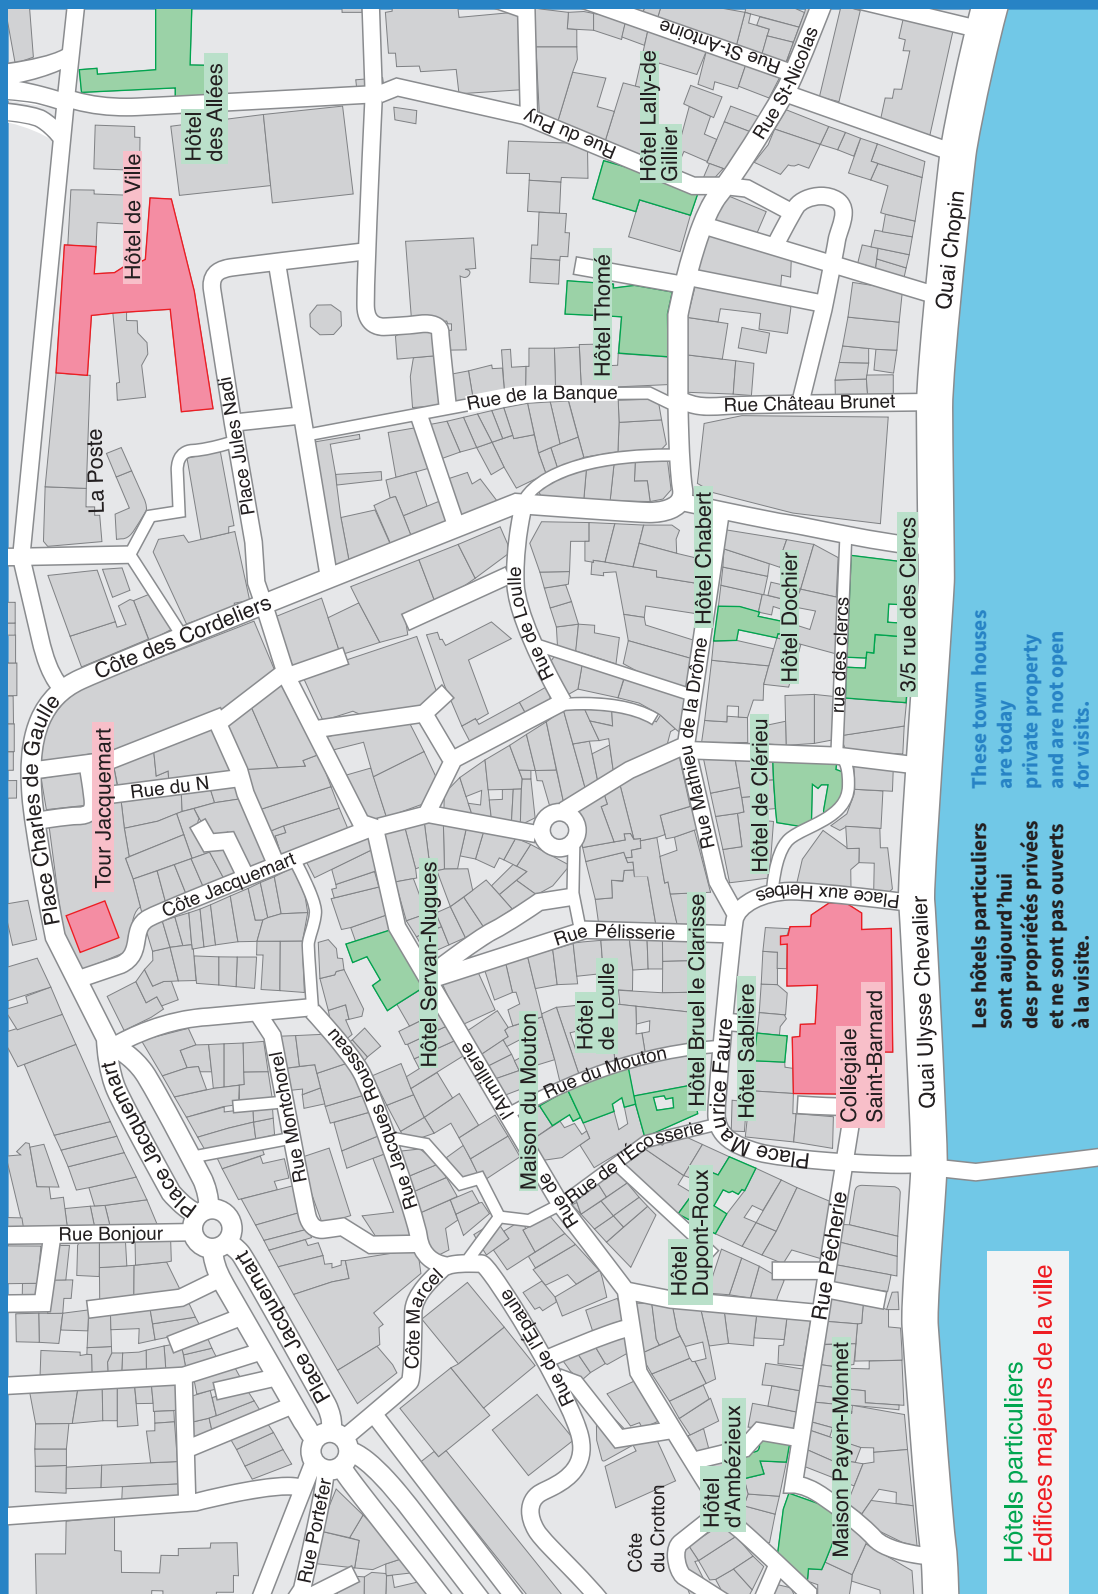 Hôtel
des Allées
Hôtel de Ville
La Poste
Place Jules Nadi
Rue St-Antoine
Rue St-Nicolas
Rue du Puy
Hôtel Lally-de
Gillier
Hôtel Thomé
Quai Chopin
Rue de la Banque
Rue Château Brunet
Côte des Cordeliers
Place Charles de Gaulle
Tour Jacquemart
Rue du N
Côte Jacquemart
Rue de Loulle
Hôtel Chabert
Hôtel Dochier
rue des clercs
3/5 rue des Clercs
Rue Mathieu de la Drôme
Hôtel de Clérieu
Place aux Herbes
Hôtel Servan-Nugues
Rue Pélisserie
Hôtel
de Loulle
Hôtel Bruel le Clarisse
Hôtel Sablière
Collégiale
Saint-Barnard
Quai Ulysse Chevalier
Maison du Mouton
Rue du Mouton
Place Maurice Faure
Rue de l'Écosserie
Rue de l'Armillerie
Rue Jacques Rousseau
Rue Montchorel
Place Jacquemart
Place Jacquemart
Rue Bonjour
Côte Marcel
Rue de l'Épaule
Hôtel
Dupont-Roux
Rue Pêcherie
Hôtel
d'Ambézieux
Maison Payen-Monnet
Côte
du Crotton
Rue Portefer
Les hôtels particuliers
sont aujourd'hui
des propriétés privées
et ne sont pas ouverts
à la visite.
These town houses
are today
private property
and are not open
for visits.
Hôtels particuliers
Édifices majeurs de la ville